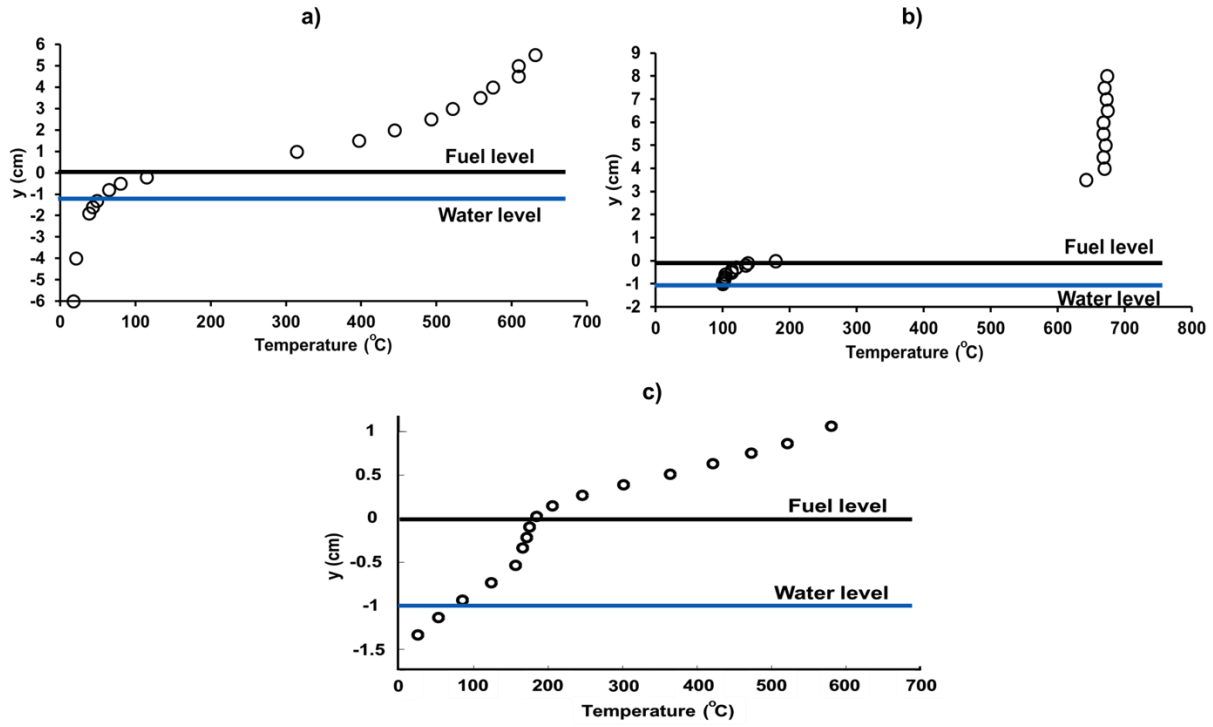 a)
6
5
4
3
2
1
0
-1
-2
-3
-4
-5
-6
y (cm)
Fuel level
Water level
0 100 200 300 400 500 600 700
Temperature (°C)
b)
9
8
7
6
5
4
3
2
1
0
-1
-2
y (cm)
Fuel level
Water level
0 100 200 300 400 500 600 700 800
Temperature (°C)
c)
1
0.5
0
-0.5
-1
-1.5
y (cm)
Fuel level
Water level
0 100 200 300 400 500 600 700
Temperature (°C)